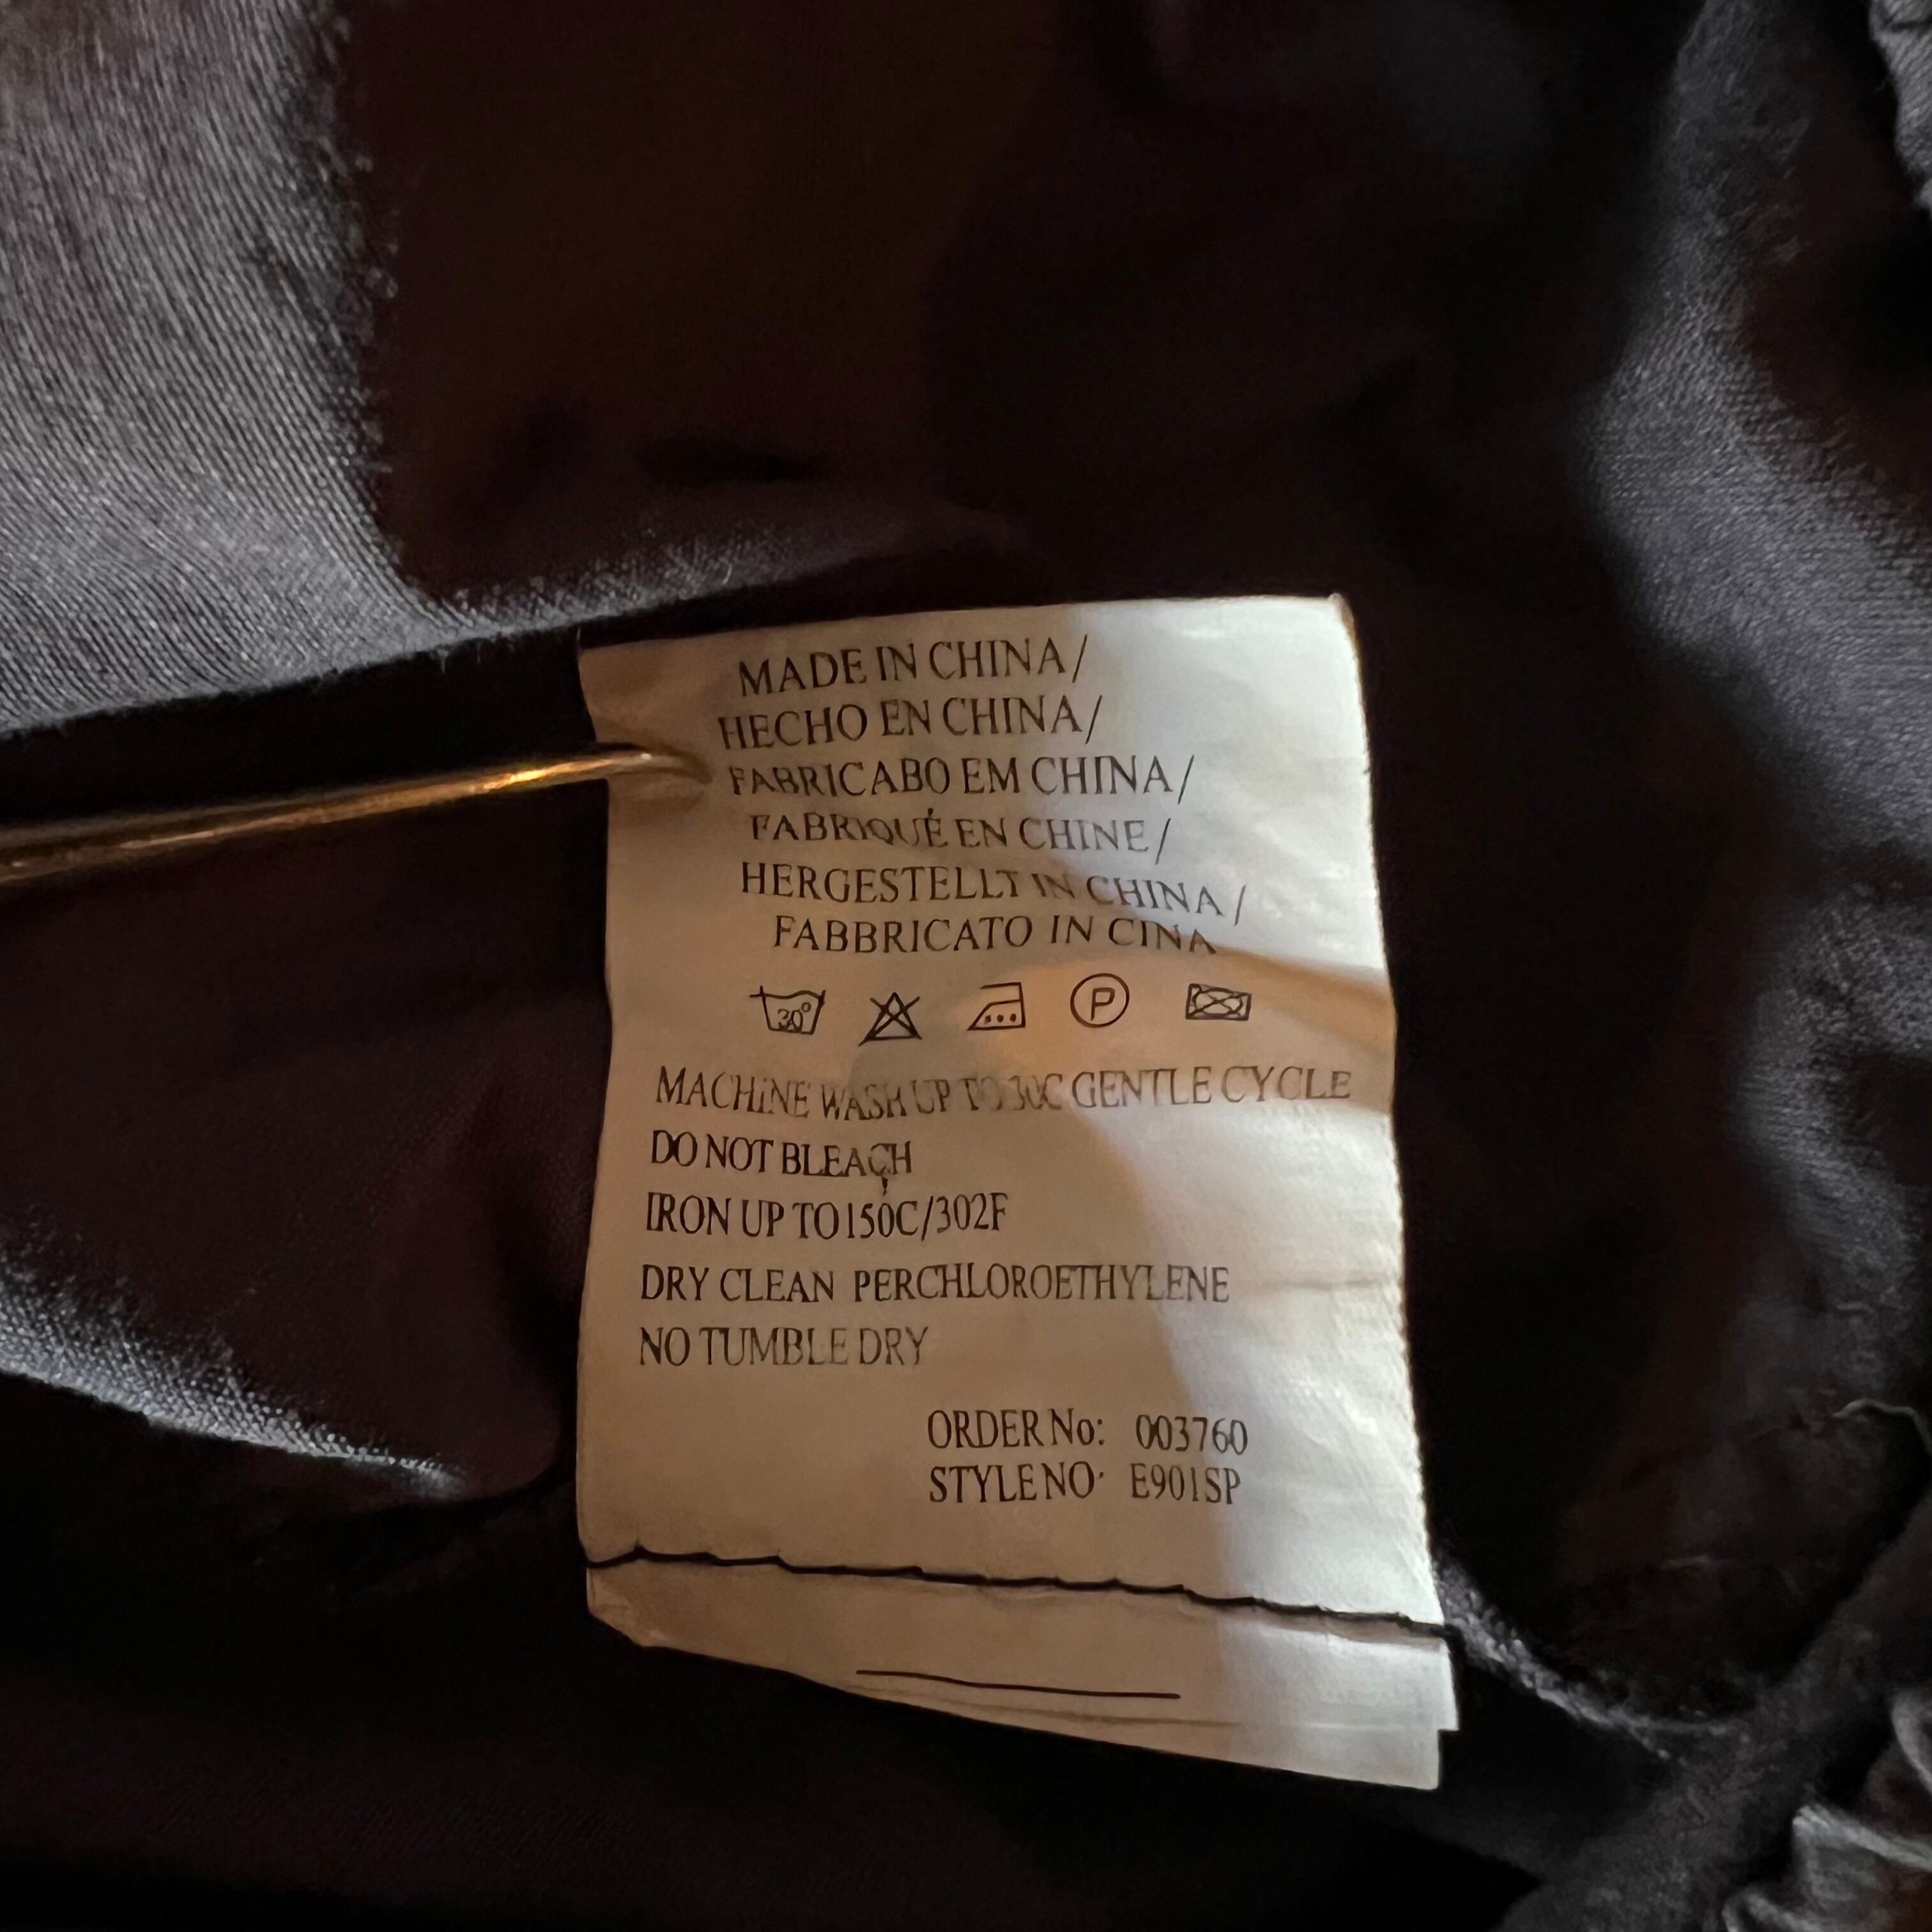 MADE IN CHINA/
HECHO EN CHINA/
FABRICABO EM CHINA/
FABRIQUÉ EN CHINE/
HERGESTELLT IN CHINA/
FABBRICATO IN CINA
30° P
MACHINE WASH UP TO 30C GENTLE CYCLE
DO NOT BLEACH
IRON UP TO 150C/302F
DRY CLEAN PERCHLOROETHYLENE
NO TUMBLE DRY
ORDER No: 003760
STYLE NO: E901SP